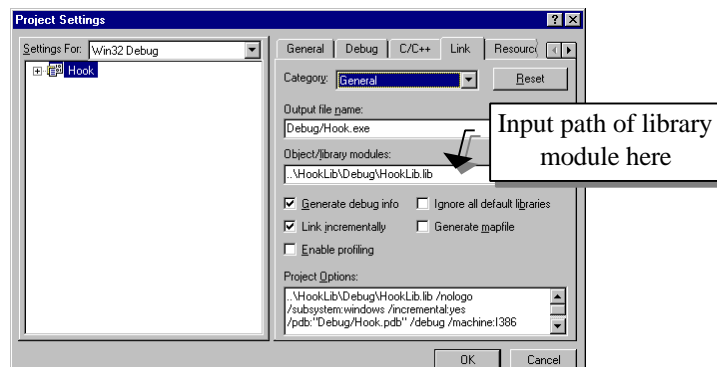 Project Settings
Settings For: Win32 Debug
Hook
General Debug C/C++ Link Resourc
Category: General Reset
Output file name:
Debug/Hook.exe
Object/library modules:
..\HookLib\Debug\HookLib.lib
Input path of library
module here
Generate debug info Ignore all default libraries
Link incrementally Generate mapfile
Enable profiling
Project Options:
..\HookLib\Debug\HookLib.lib /nologo
/subsystem:windows /incremental:yes
/pdb:"Debug/Hook.pdb" /debug /machine:I386
OK Cancel